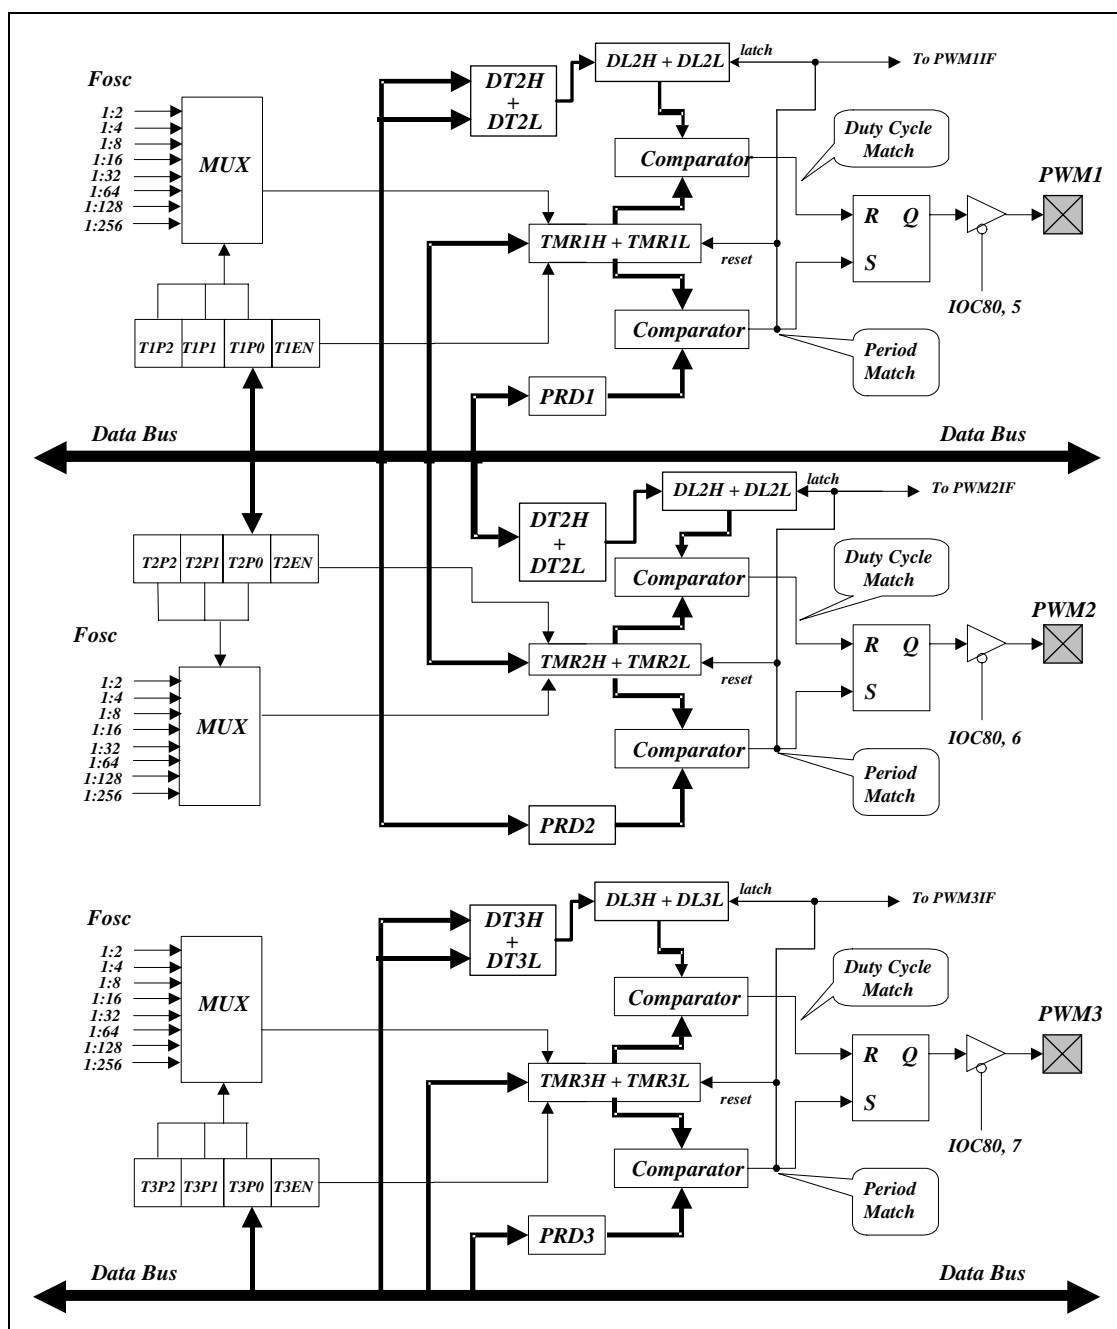 DL2H + DL2L
latch
To PWM1IF
Fosc
DT2H
+
DT2L
1:2
1:4
1:8
1:16
1:32
1:64
1:128
1:256
MUX
Comparator
Duty Cycle
Match
PWM1
R Q
S
TMR1H + TMR1L
reset
IOC80, 5
T1P2 T1P1 T1P0 T1EN
Comparator
Period
Match
PRD1
Data Bus
Data Bus
DL2H + DL2L
latch
To PWM2IF
DT2H
+
DT2L
T2P2 T2P1 T2P0 T2EN
Comparator
Duty Cycle
Match
PWM2
Fosc
R Q
S
TMR2H + TMR2L
reset
1:2
1:4
1:8
1:16
1:32
1:64
1:128
1:256
MUX
IOC80, 6
Comparator
Period
Match
PRD2
DL3H + DL3L
latch
To PWM3IF
Fosc
DT3H
+
DT3L
1:2
1:4
1:8
1:16
1:32
1:64
1:128
1:256
MUX
Comparator
Duty Cycle
Match
PWM3
R Q
S
TMR3H + TMR3L
reset
IOC80, 7
T3P2 T3P1 T3P0 T3EN
Comparator
Period
Match
PRD3
Data Bus
Data Bus